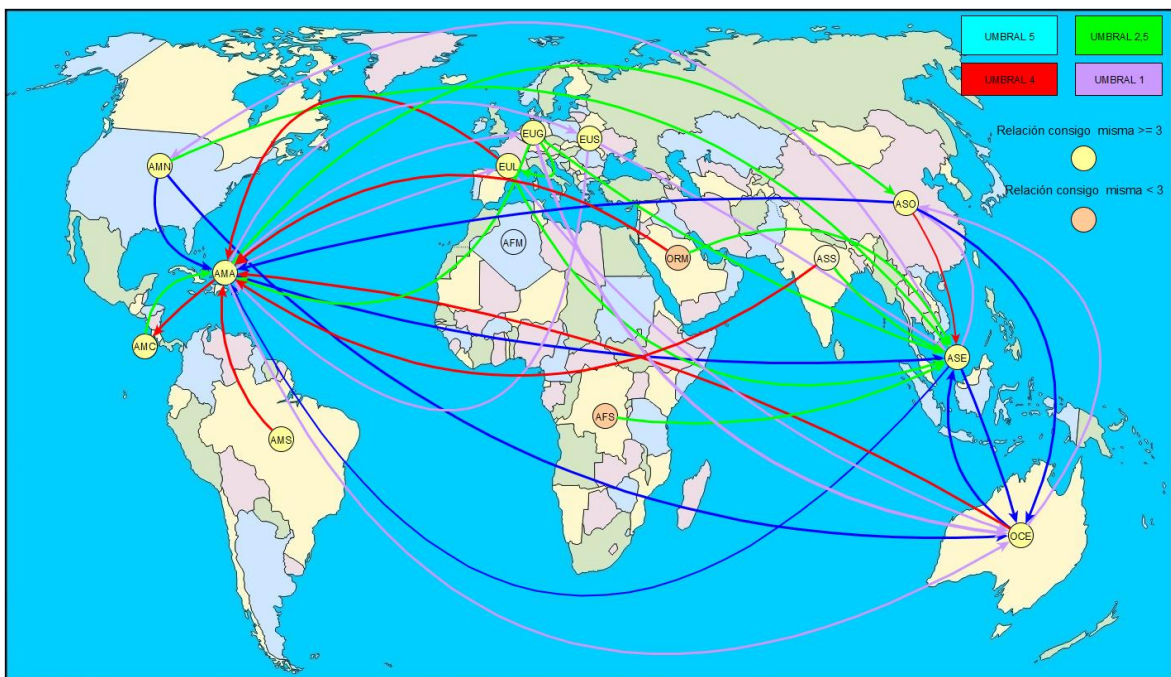 UMBRAL 5
UMBRAL 2,5
UMBRAL 4
UMBRAL 1
Relación consigo misma >= 3
Relación consigo misma < 3
EUG
EUS
AMN
EUL
ASO
AFM
ORM
ASS
AMA
AMC
ASE
AFS
AMS
OCE